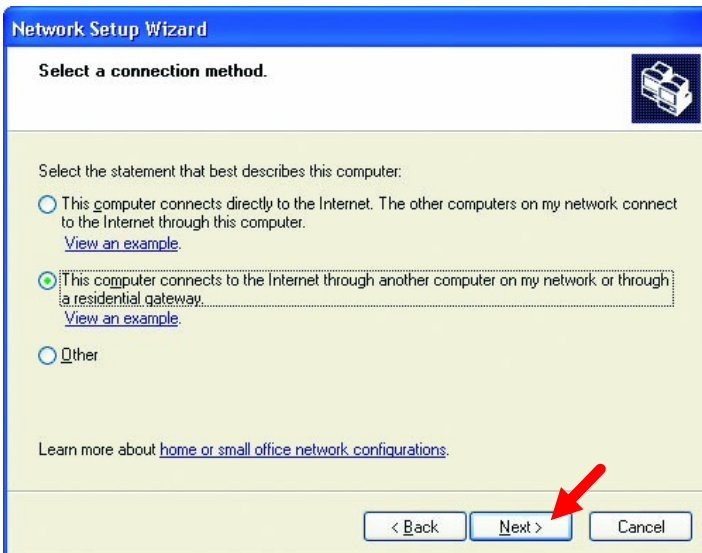 Network Setup Wizard
Select a connection method.
Select the statement that best describes this computer:
This computer connects directly to the Internet. The other computers on my network connect
to the Internet through this computer.
View an example.
This computer connects to the Internet through another computer on my network or through
a residential gateway.
View an example.
Other
Learn more about home or small office network configurations.
< Back
Next >
Cancel